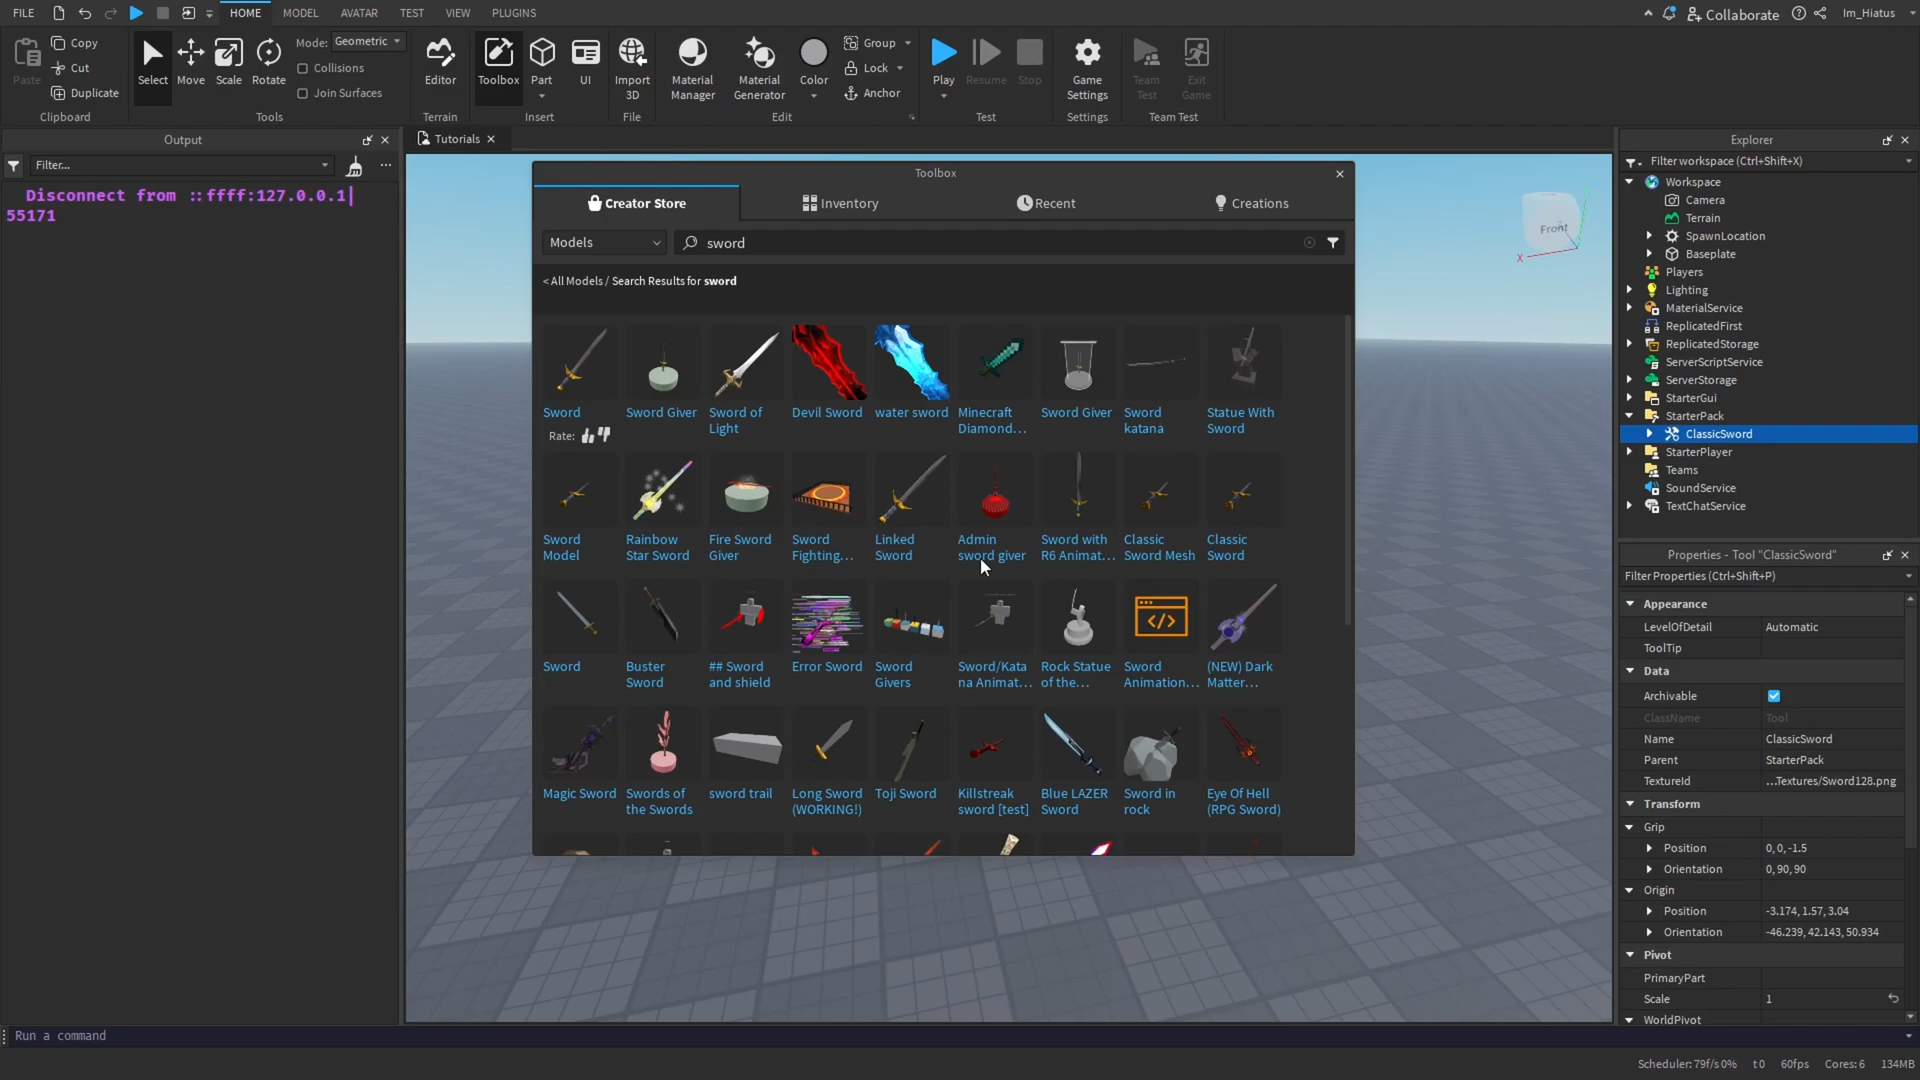 FILE HOME MODEL AVATAR TEST VIEW PLUGINS Collaborate Im_Hiatus
Paste Copy Cut Duplicate Clipboard
Select Move Scale Rotate Mode: Geometric Collisions Join Surfaces Tools
Editor Terrain
Toolbox Part UI Insert
Import 3D File
Material Manager Material Generator Color Group Lock Anchor Edit
Play Resume Stop Test
Game Settings Settings
Team Test Exit Game Team Test
Output
Filter...
Disconnect from ::ffff:127.0.0.1|
55171
Tutorials
Front
X
Toolbox
Creator Store Inventory Recent Creations
Models sword
< All Models / Search Results for sword
Sword Sword Giver Sword of Light Devil Sword water sword Minecraft Diamond... Sword Giver Sword katana Statue With Sword
Rate:
Sword Model Rainbow Star Sword Fire Sword Giver Sword Fighting... Linked Sword Admin sword giver Sword with R6 Animat... Classic Sword Mesh Classic Sword
Sword Buster Sword ## Sword and shield Error Sword Sword Givers Sword/Kata na Animat... Rock Statue of the... Sword Animation... (NEW) Dark Matter...
Magic Sword Swords of the Swords sword trail Long Sword (WORKING!) Toji Sword Killstreak sword [test] Blue LAZER Sword Sword in rock Eye Of Hell (RPG Sword)
Explorer
Filter workspace (Ctrl+Shift+X)
Workspace
Camera
Terrain
SpawnLocation
Baseplate
Players
Lighting
MaterialService
ReplicatedFirst
ReplicatedStorage
ServerScriptService
ServerStorage
StarterGui
StarterPack
ClassicSword
StarterPlayer
Teams
SoundService
TextChatService
Properties - Tool "ClassicSword"
Filter Properties (Ctrl+Shift+P)
Appearance
LevelOfDetail Automatic
ToolTip
Data
Archivable
ClassName Tool
Name ClassicSword
Parent StarterPack
TextureId ...Textures/Sword128.png
Transform
Grip
Position 0, 0, -1.5
Orientation 0, 90, 90
Origin
Position -3.174, 1.57, 3.04
Orientation -46.239, 42.143, 50.934
Pivot
PrimaryPart
Scale 1
WorldPivot
Run a command
Scheduler: 79f/s 0% t 0 60fps Cores: 6 134MB